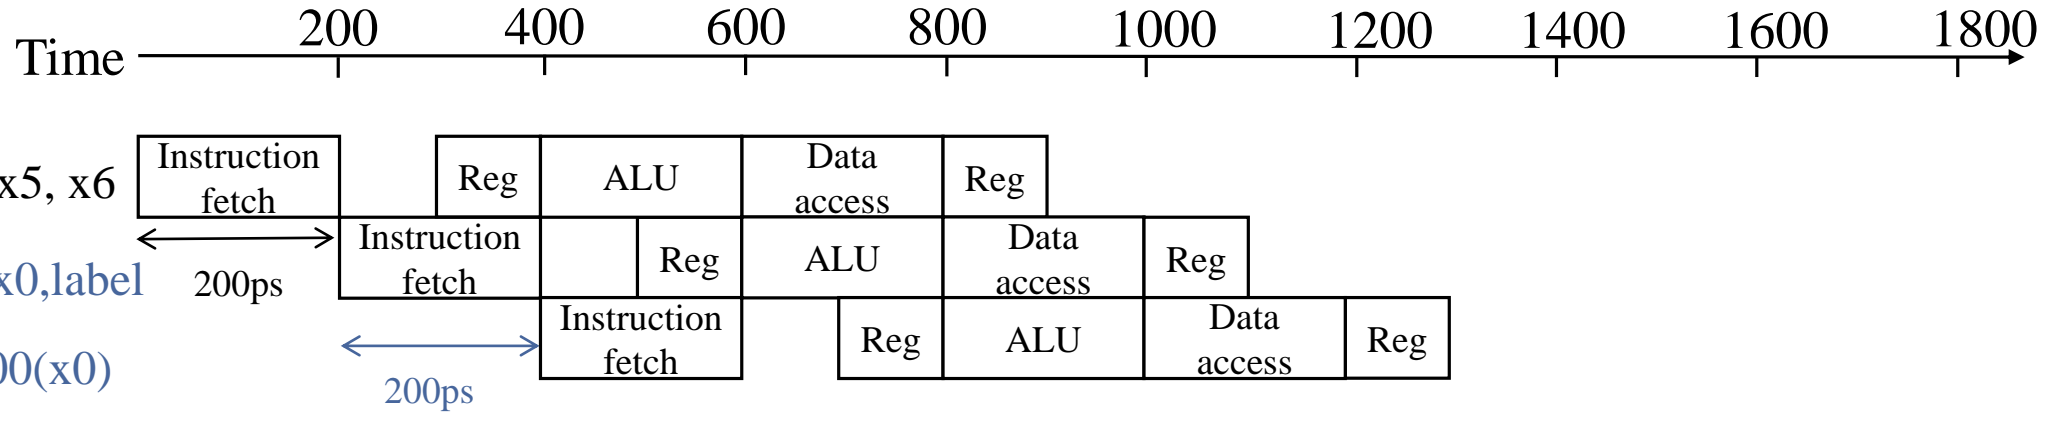 200 400 600 800 1000 1200 1400 1600 1800
Time
x5, x6 Instruction fetch Reg ALU Data access Reg
x0,label 200ps Instruction fetch Reg ALU Data access Reg
00(x0) 200ps Instruction fetch Reg ALU Data access Reg